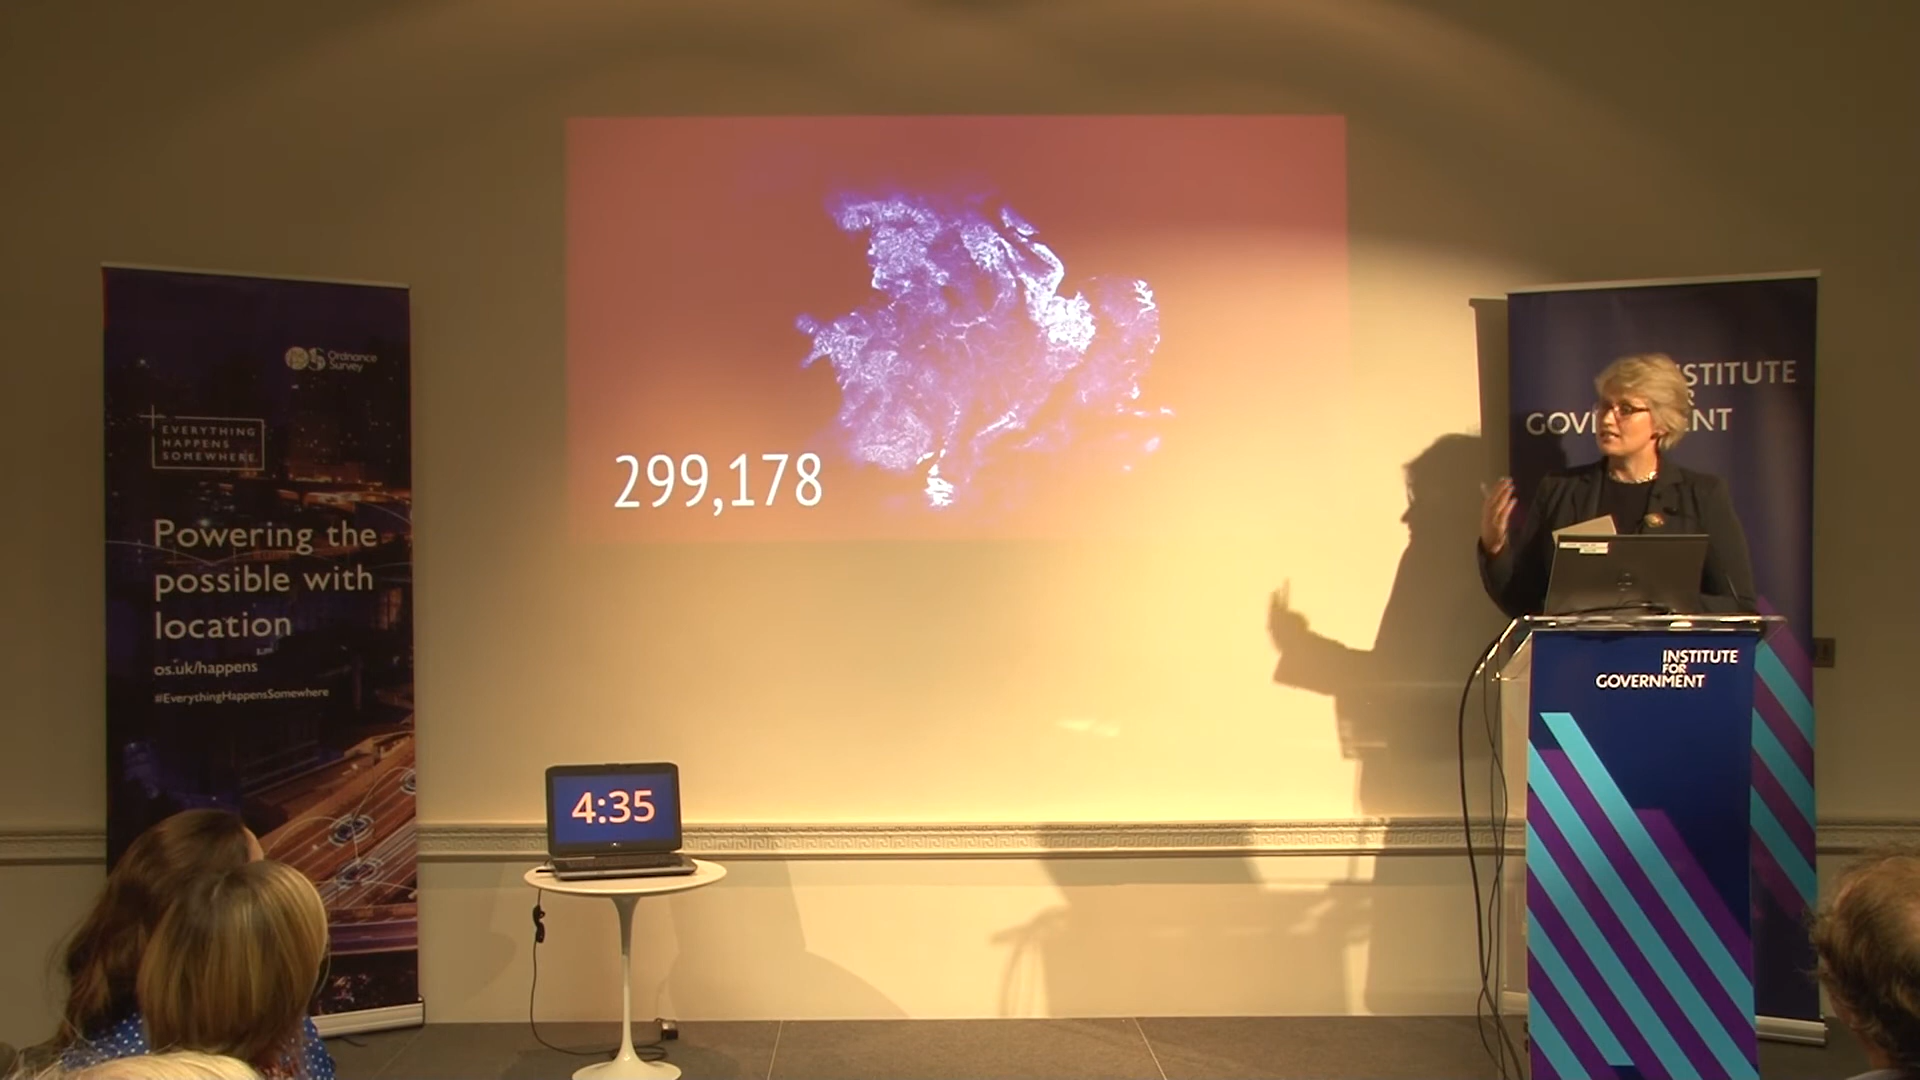 Ordnance
Survey
EVERYTHING
HAPPENS
SOMEWHERE
Powering the
possible with
location
os.uk/happens
#EverythingHappensSomewhere
299,178
4:35
INSTITUTE
FOR
GOVERNMENT